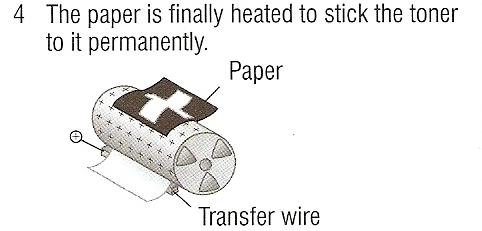 4 The paper is finally heated to stick the toner
to it permanently.
Paper
Transfer wire